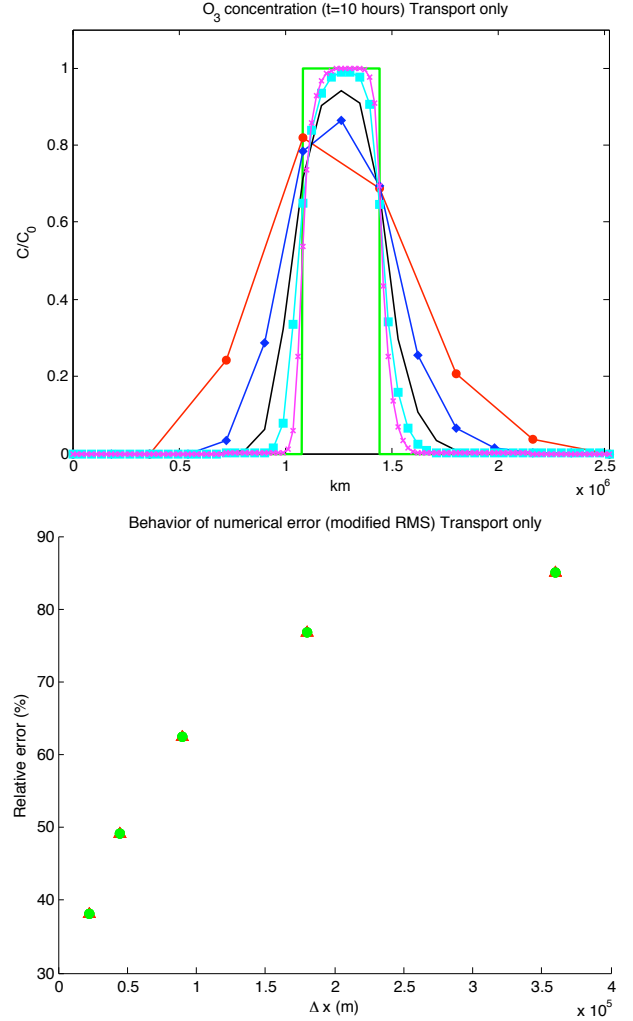 O3 concentration (t=10 hours) Transport only
1
0.8
0.6
0.4
0.2
0
C/C0
0 0.5 1 1.5 2 2.5
km
x 10^6
Behavior of numerical error (modified RMS) Transport only
90
80
70
60
50
40
30
Relative error (%)
0 0.5 1 1.5 2 2.5 3 3.5 4
Δ x (m)
x 10^5